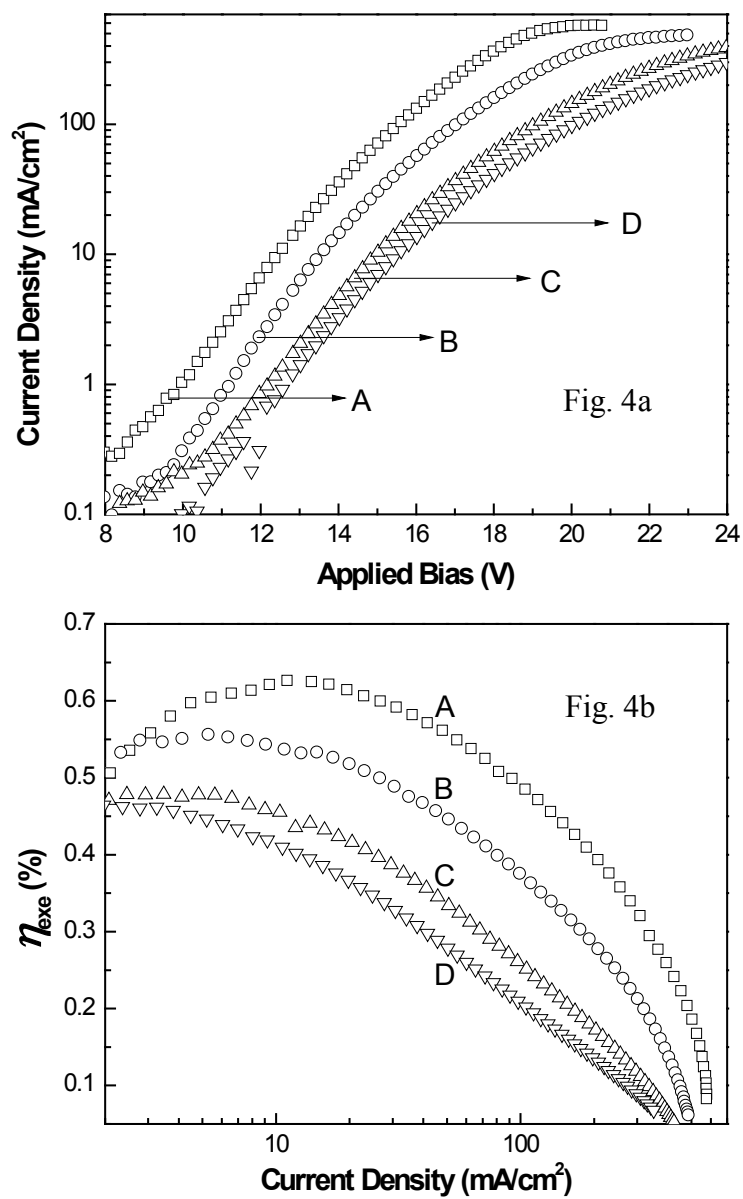 100
10
1
0.1
Current Density (mA/cm²)
D
C
B
A
Fig. 4a
8 10 12 14 16 18 20 22 24
Applied Bias (V)
0.7
0.6
0.5
0.4
0.3
0.2
0.1
ηexe (%)
A
B
C
D
Fig. 4b
10 100
Current Density (mA/cm²)